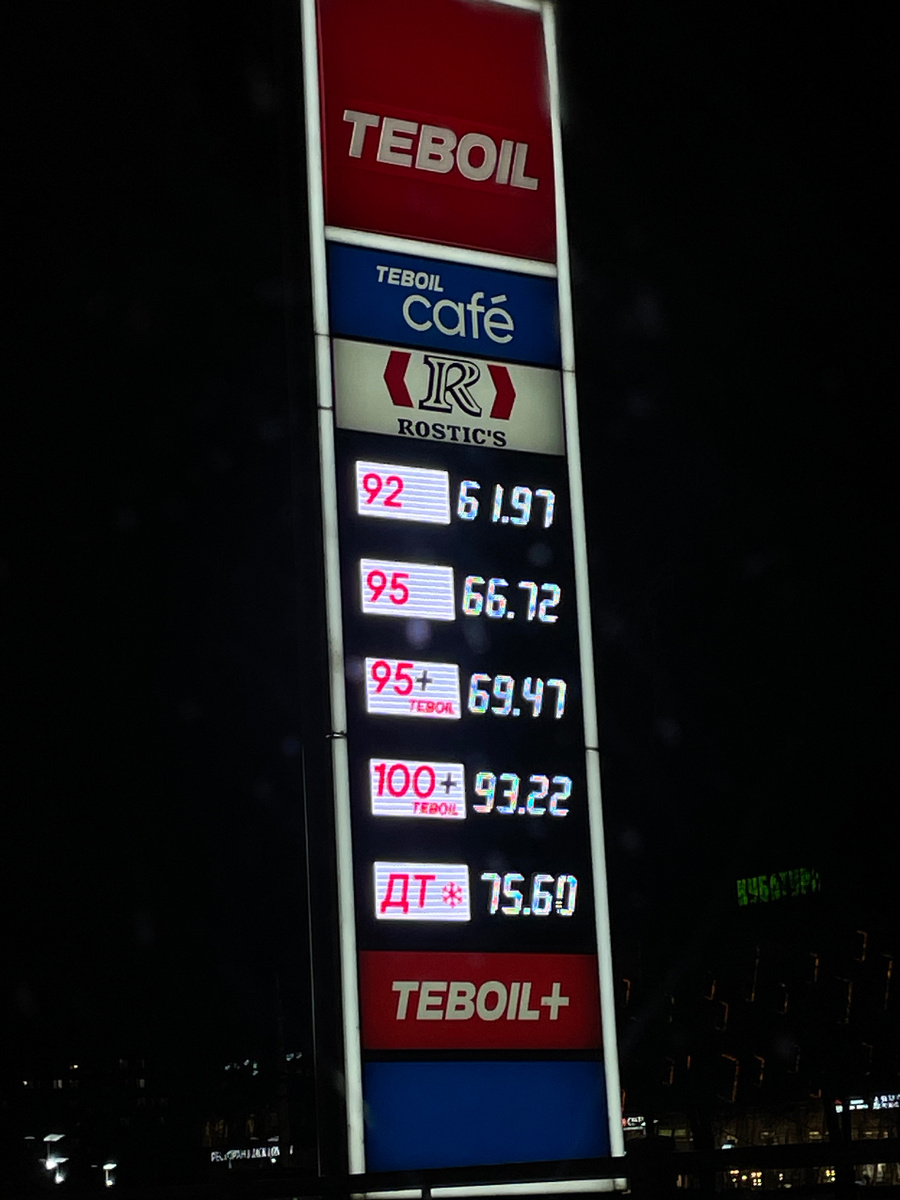 TEBOIL
TEBOIL
café
R
ROSTIC'S
92 61.97
95 66.72
95+ TEBOIL 69.47
100+ TEBOIL 93.22
ДТ 75.60
TEBOIL+